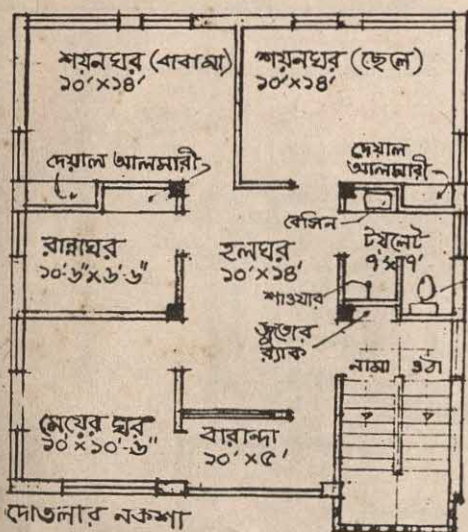 শয়নঘর (বাবামা)
১০′×১৪′
শয়নঘর (ছেলে)
১০′×১৪′
দেয়াল আলমারী
দেয়াল
আলমারী
বেসিন
রান্নাঘর
১০′৬″×৬′৬″
হলঘর
১০′×১৪′
টয়লেট
৭′×৭′
শাওয়ার
জুতোর
র‍্যাক
নামা
ওঠা
মেয়ের ঘর
১০′×১০′-৬″
বারান্দা
১০′×৫′
দোতলার নকশা